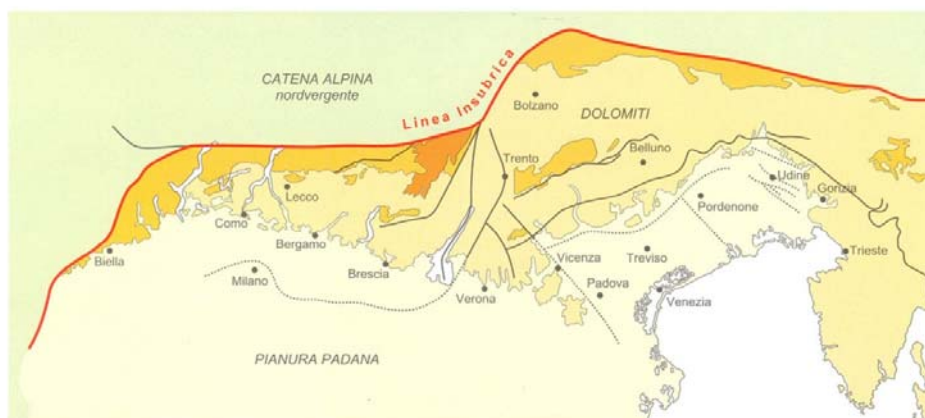 CATENA ALPINA
nordvergente
Linea Insubrica
Bolzano
DOLOMITI
Trento
Belluno
Udine
Gorizia
Lecco
Pordenone
Como
Bergamo
Biella
Brescia
Milano
Vicenza
Treviso
Trieste
Verona
Padova
Venezia
PIANURA PADANA